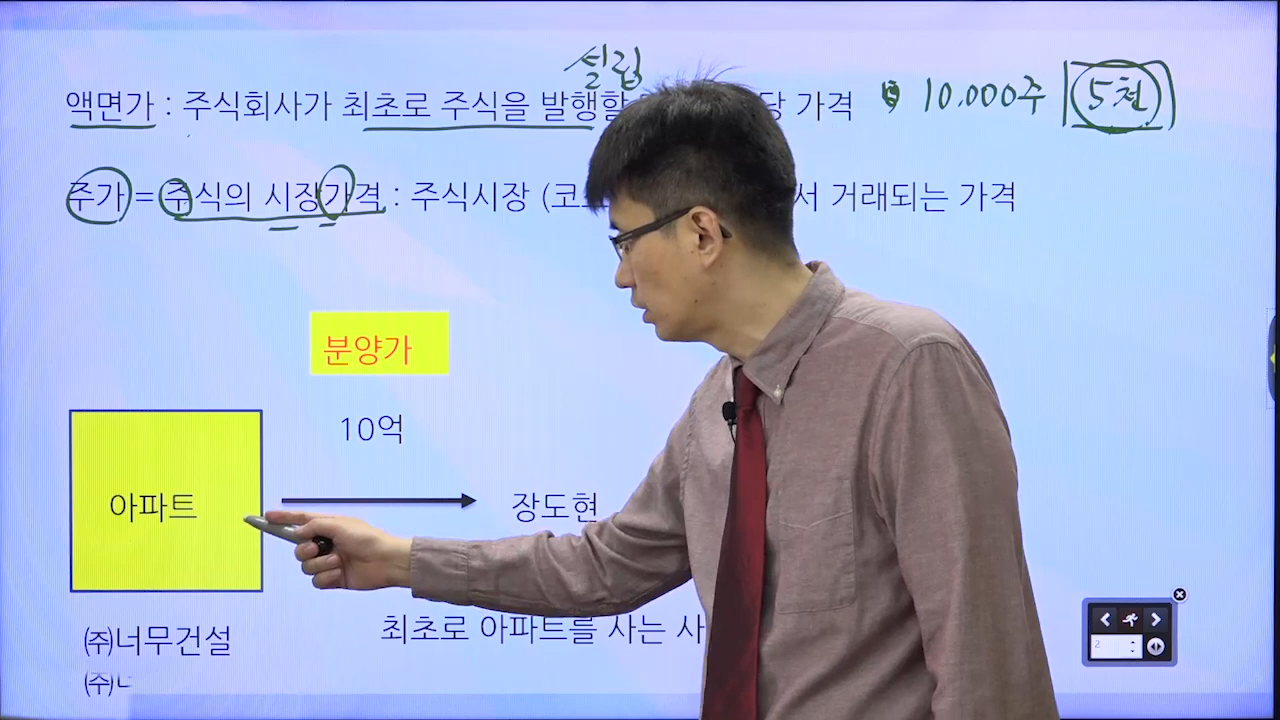 설립
액면가 : 주식회사가 최초로 주식을 발행할 당 가격 10,000주 5천
주가 = 주식의 시장가격 : 주식시장 (코 서 거래되는 가격
분양가
10억
아파트
장도현
㈜너무건설
최초로 아파트를 사는 사
㈜
2